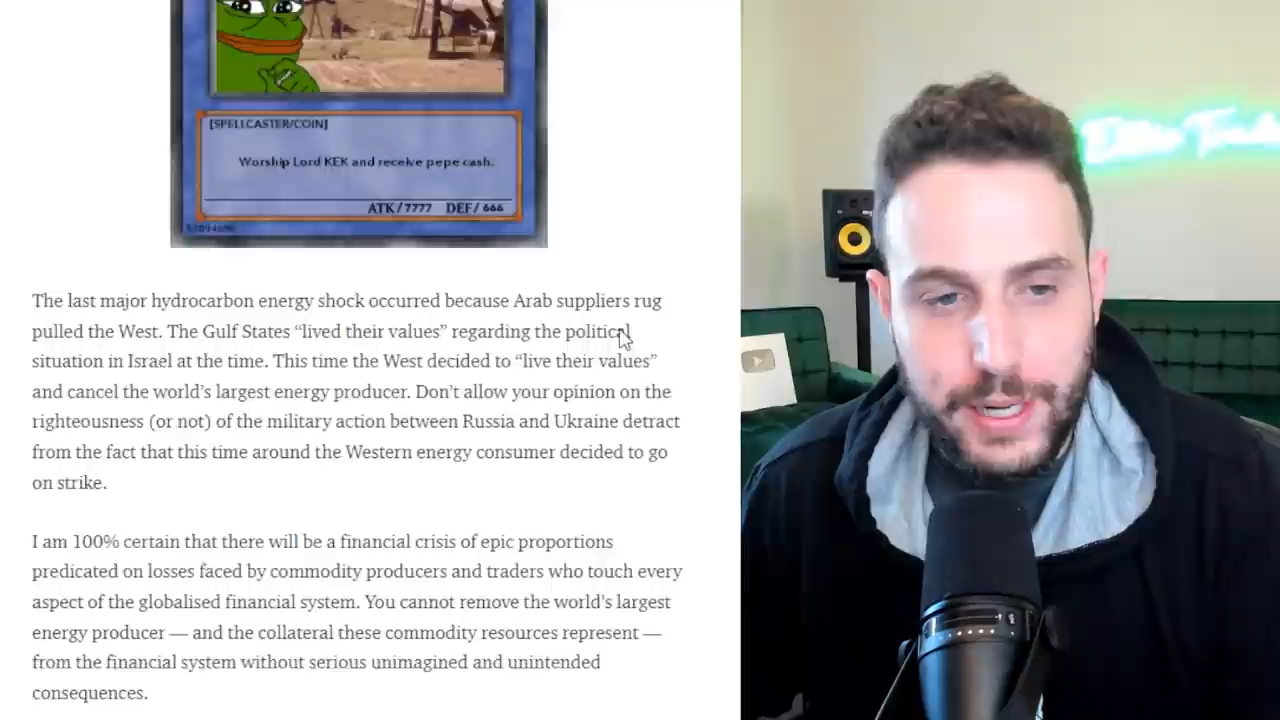 [SPELLCASTER/COIN]
Worship Lord KEK and receive pepe cash.
ATK/7777 DEF/666
The last major hydrocarbon energy shock occurred because Arab suppliers rug
pulled the West. The Gulf States “lived their values” regarding the political
situation in Israel at the time. This time the West decided to “live their values”
and cancel the world’s largest energy producer. Don’t allow your opinion on the
righteousness (or not) of the military action between Russia and Ukraine detract
from the fact that this time around the Western energy consumer decided to go
on strike.
I am 100% certain that there will be a financial crisis of epic proportions
predicated on losses faced by commodity producers and traders who touch every
aspect of the globalised financial system. You cannot remove the world’s largest
energy producer — and the collateral these commodity resources represent —
from the financial system without serious unimagined and unintended
consequences.